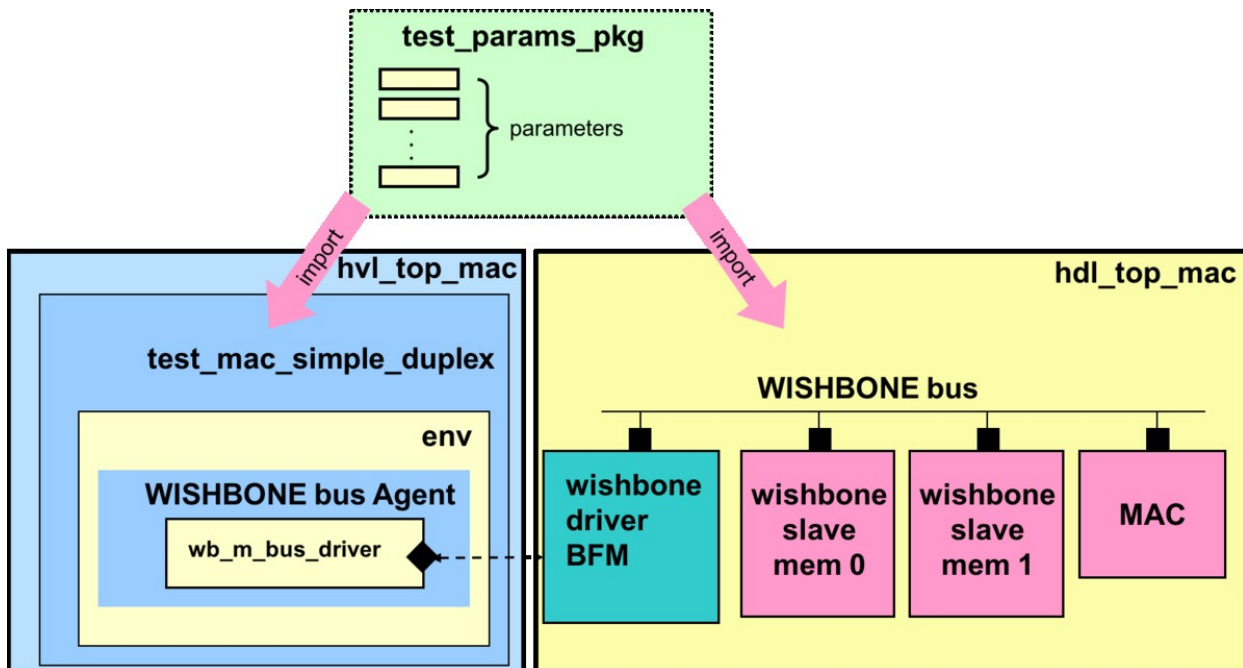 test_params_pkg
parameters
import
import
hvl_top_mac
test_mac_simple_duplex
env
WISHBONE bus Agent
wb_m_bus_driver
hdl_top_mac
WISHBONE bus
wishbone
driver
BFM
wishbone
slave
mem 0
wishbone
slave
mem 1
MAC